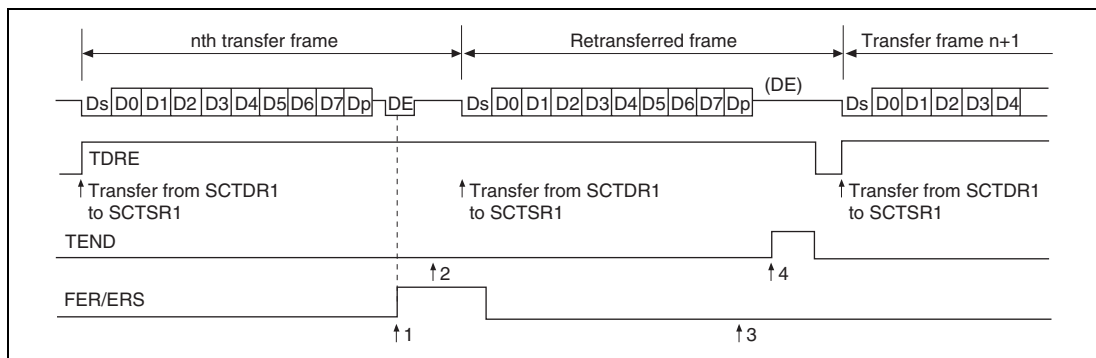 nth transfer frame Retransferred frame Transfer frame n+1
Ds D0 D1 D2 D3 D4 D5 D6 D7 Dp DE Ds D0 D1 D2 D3 D4 D5 D6 D7 Dp (DE) Ds D0 D1 D2 D3 D4
TDRE
Transfer from SCTDR1 Transfer from SCTDR1 Transfer from SCTDR1
to SCTSR1 to SCTSR1 to SCTSR1
TEND
2 4
FER/ERS
1 3